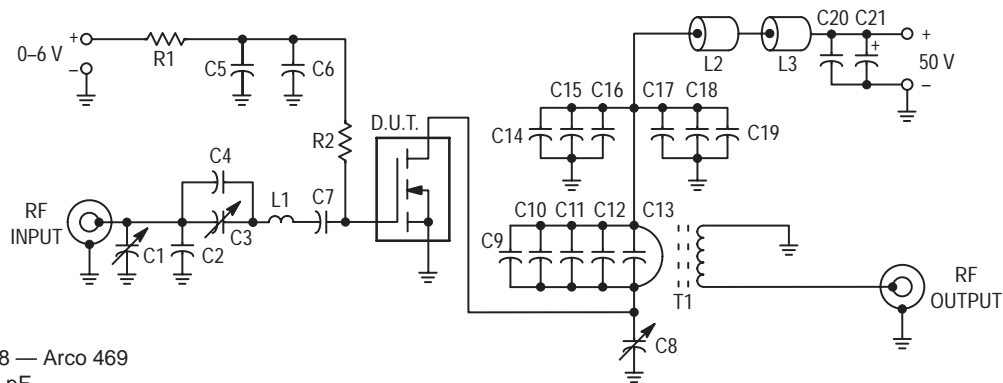 +
0–6 V
–
R1
C5
C6
R2
D.U.T.
C4
C3
L1
C7
RF
INPUT
C1
C2
C14
C15
C16
C17
C18
C19
L2
L3
C20
C21
+
+
50 V
–
C9
C10
C11
C12
C13
T1
C8
RF
OUTPUT
8 — Arco 469
pF